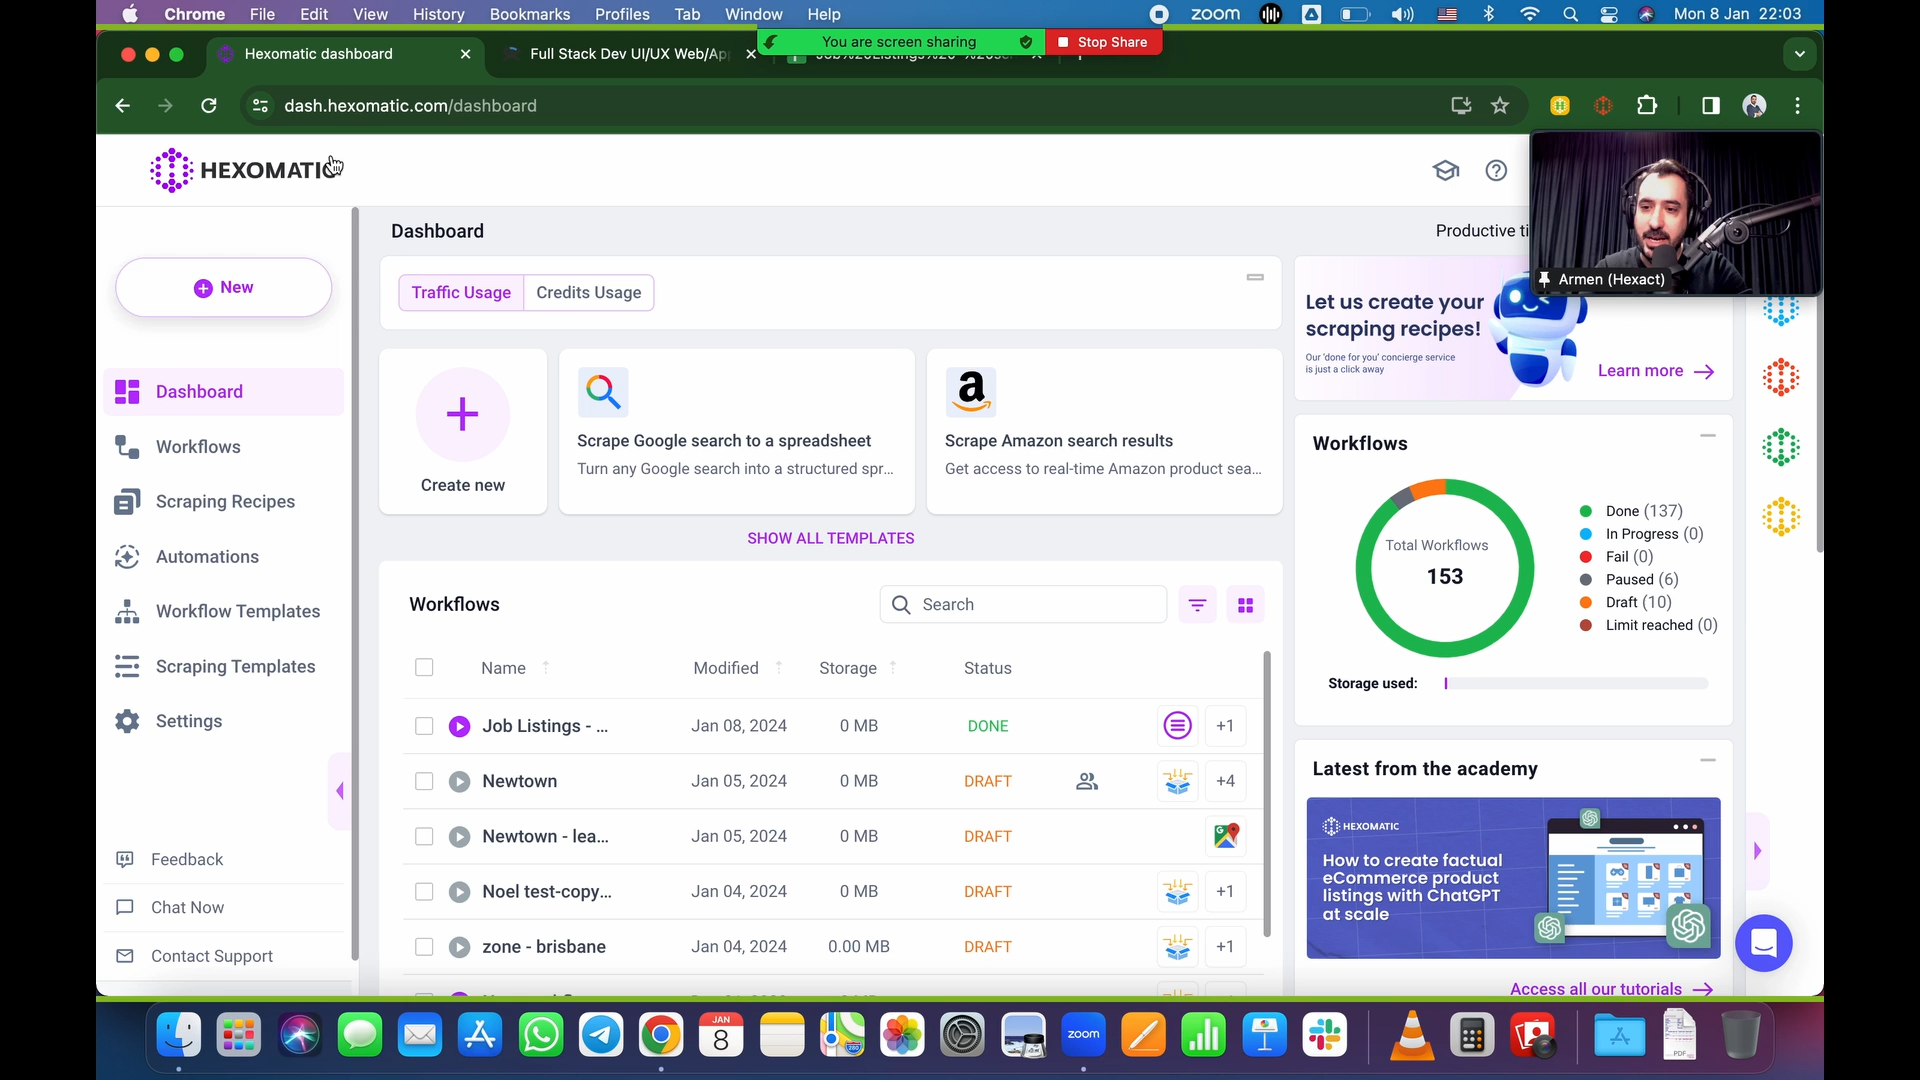 Chrome File Edit View History Bookmarks Profiles Tab Window Help
zoom
Mon 8 Jan 22:03
Hexomatic dashboard
Full Stack Dev UI/UX Web/Ap
You are screen sharing
Stop Share
dash.hexomatic.com/dashboard
HEXOMATIC
Armen (Hexact)
New
Dashboard
Workflows
Scraping Recipes
Automations
Workflow Templates
Scraping Templates
Settings
Feedback
Chat Now
Contact Support
Dashboard
Productive ti
Traffic Usage
Credits Usage
Create new
Scrape Google search to a spreadsheet
Turn any Google search into a structured spr...
Scrape Amazon search results
Get access to real-time Amazon product sea...
SHOW ALL TEMPLATES
Workflows
Search
Name Modified Storage Status
Job Listings - ... Jan 08, 2024 0 MB DONE +1
Newtown Jan 05, 2024 0 MB DRAFT +4
Newtown - lea... Jan 05, 2024 0 MB DRAFT
Noel test-copy... Jan 04, 2024 0 MB DRAFT +1
zone - brisbane Jan 04, 2024 0.00 MB DRAFT +1
Let us create your
scraping recipes!
Our 'done for you' concierge service
is just a click away
Learn more
Workflows
Total Workflows
153
Done (137)
In Progress (0)
Fail (0)
Paused (6)
Draft (10)
Limit reached (0)
Storage used:
Latest from the academy
HEXOMATIC
How to create factual
eCommerce product
listings with ChatGPT
at scale
Access all our tutorials
JAN
8
zoom
PDF